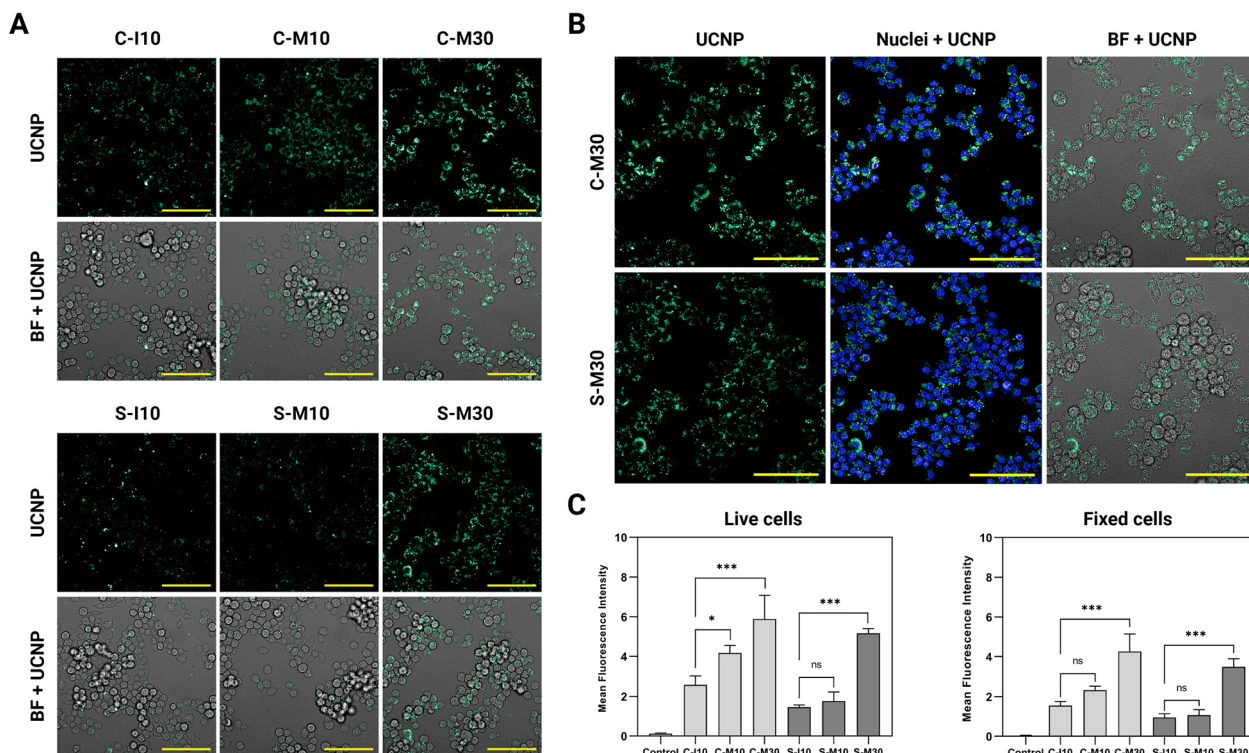 A
C-I10 C-M10 C-M30
UCNP
BF + UCNP
S-I10 S-M10 S-M30
UCNP
BF + UCNP
B
UCNP Nuclei + UCNP BF + UCNP
C-M30
S-M30
C
Live cells
Mean Fluorescence Intensity
10
8
6
4
2
0
***
*
***
ns
Control C-I10 C-M10 C-M30 S-I10 S-M10 S-M30
Fixed cells
Mean Fluorescence Intensity
10
8
6
4
2
0
***
ns
***
ns
Control C-I10 C-M10 C-M30 S-I10 S-M10 S-M30